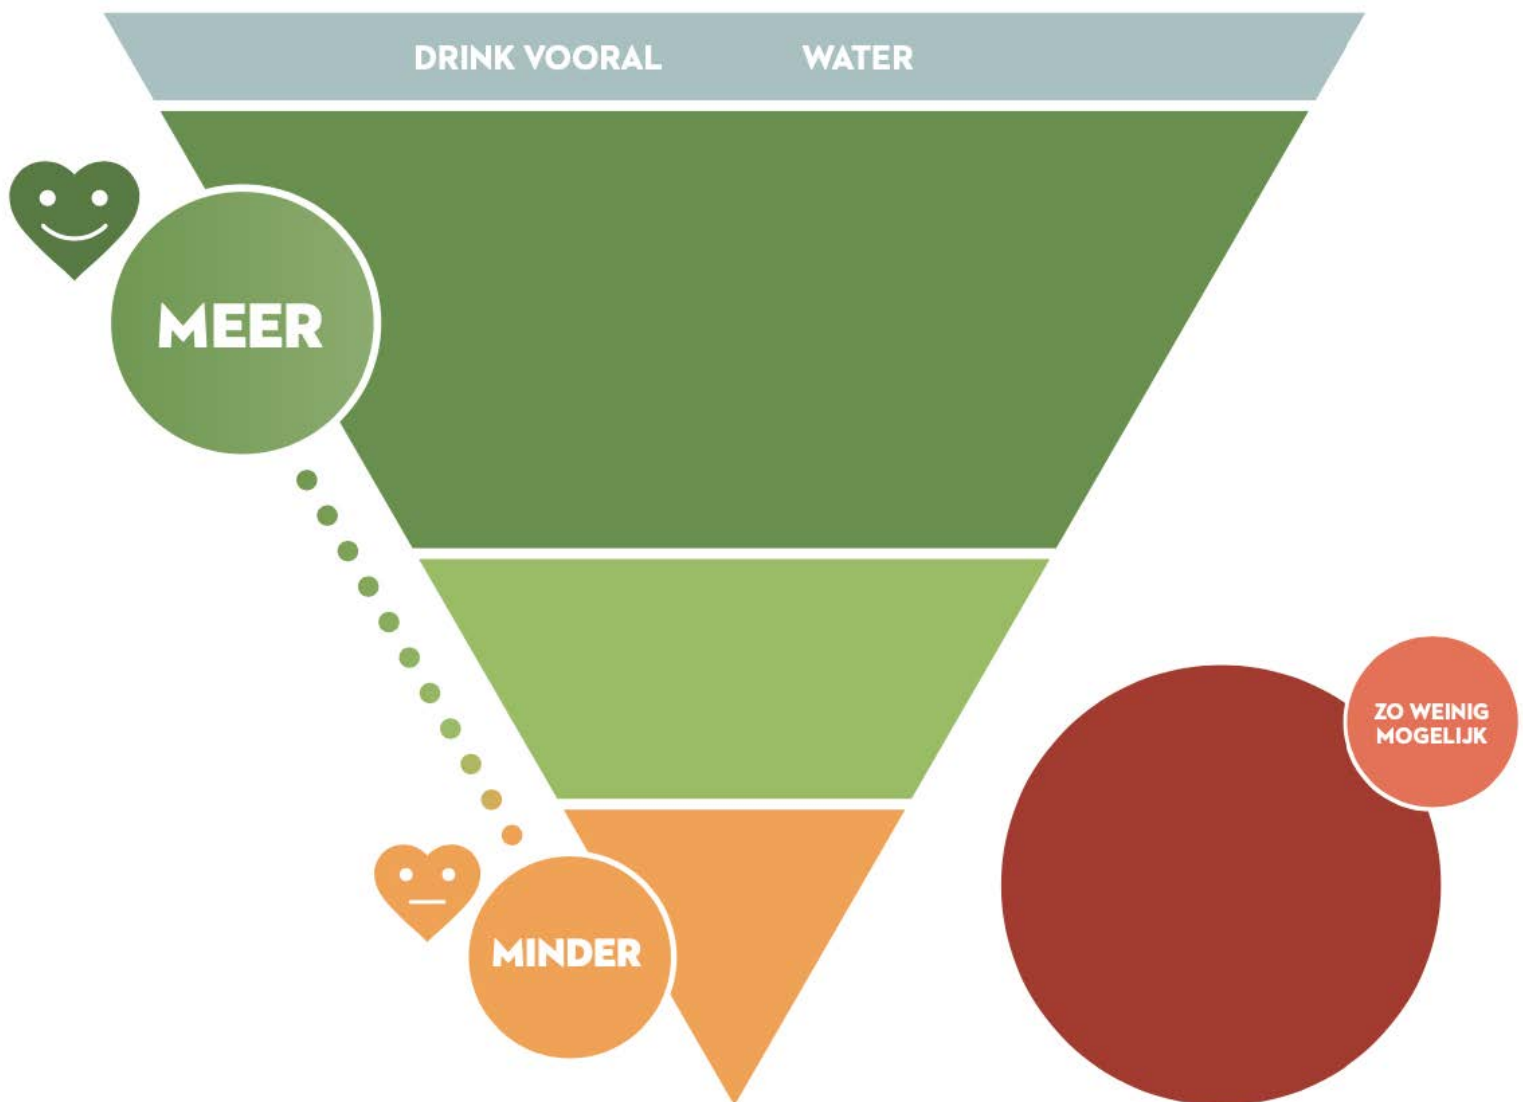 DRINK VOORAL WATER
MEER
ZO WEINIG
MOGELIJK
MINDER